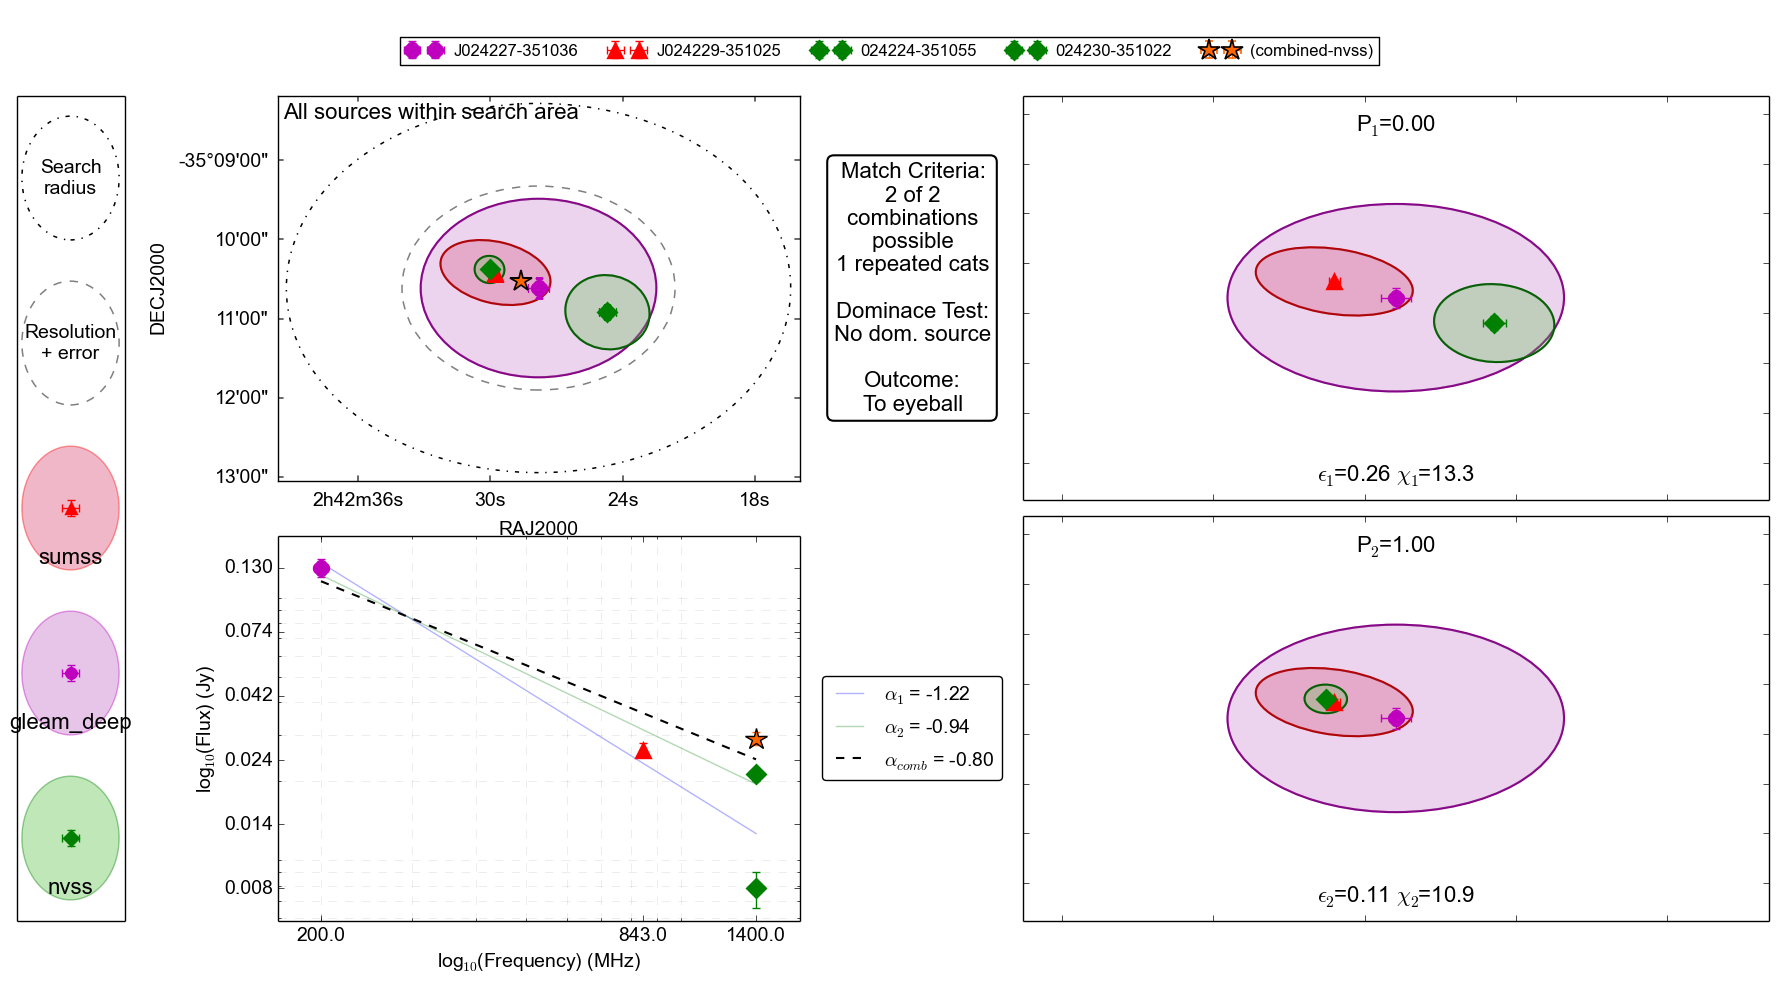 J024227-351036 J024229-351025 024224-351055 024230-351022 (combined-nvss)
Search
radius
Resolution
+ error
sumss
gleam_deep
nvss
All sources within search area
DECJ2000
-35°09'00"
10'00"
11'00"
12'00"
13'00"
2h42m36s 30s 24s 18s
RAJ2000
Match Criteria:
2 of 2
combinations
possible
1 repeated cats
Dominace Test:
No dom. source
Outcome:
To eyeball
P₁=0.00
ϵ₁=0.26 χ₁=13.3
log₁₀(Flux) (Jy)
0.130
0.074
0.042
0.024
0.014
0.008
200.0 843.0 1400.0
log₁₀(Frequency) (MHz)
α₁ = -1.22
α₂ = -0.94
α_comb = -0.80
P₂=1.00
ϵ₂=0.11 χ₂=10.9